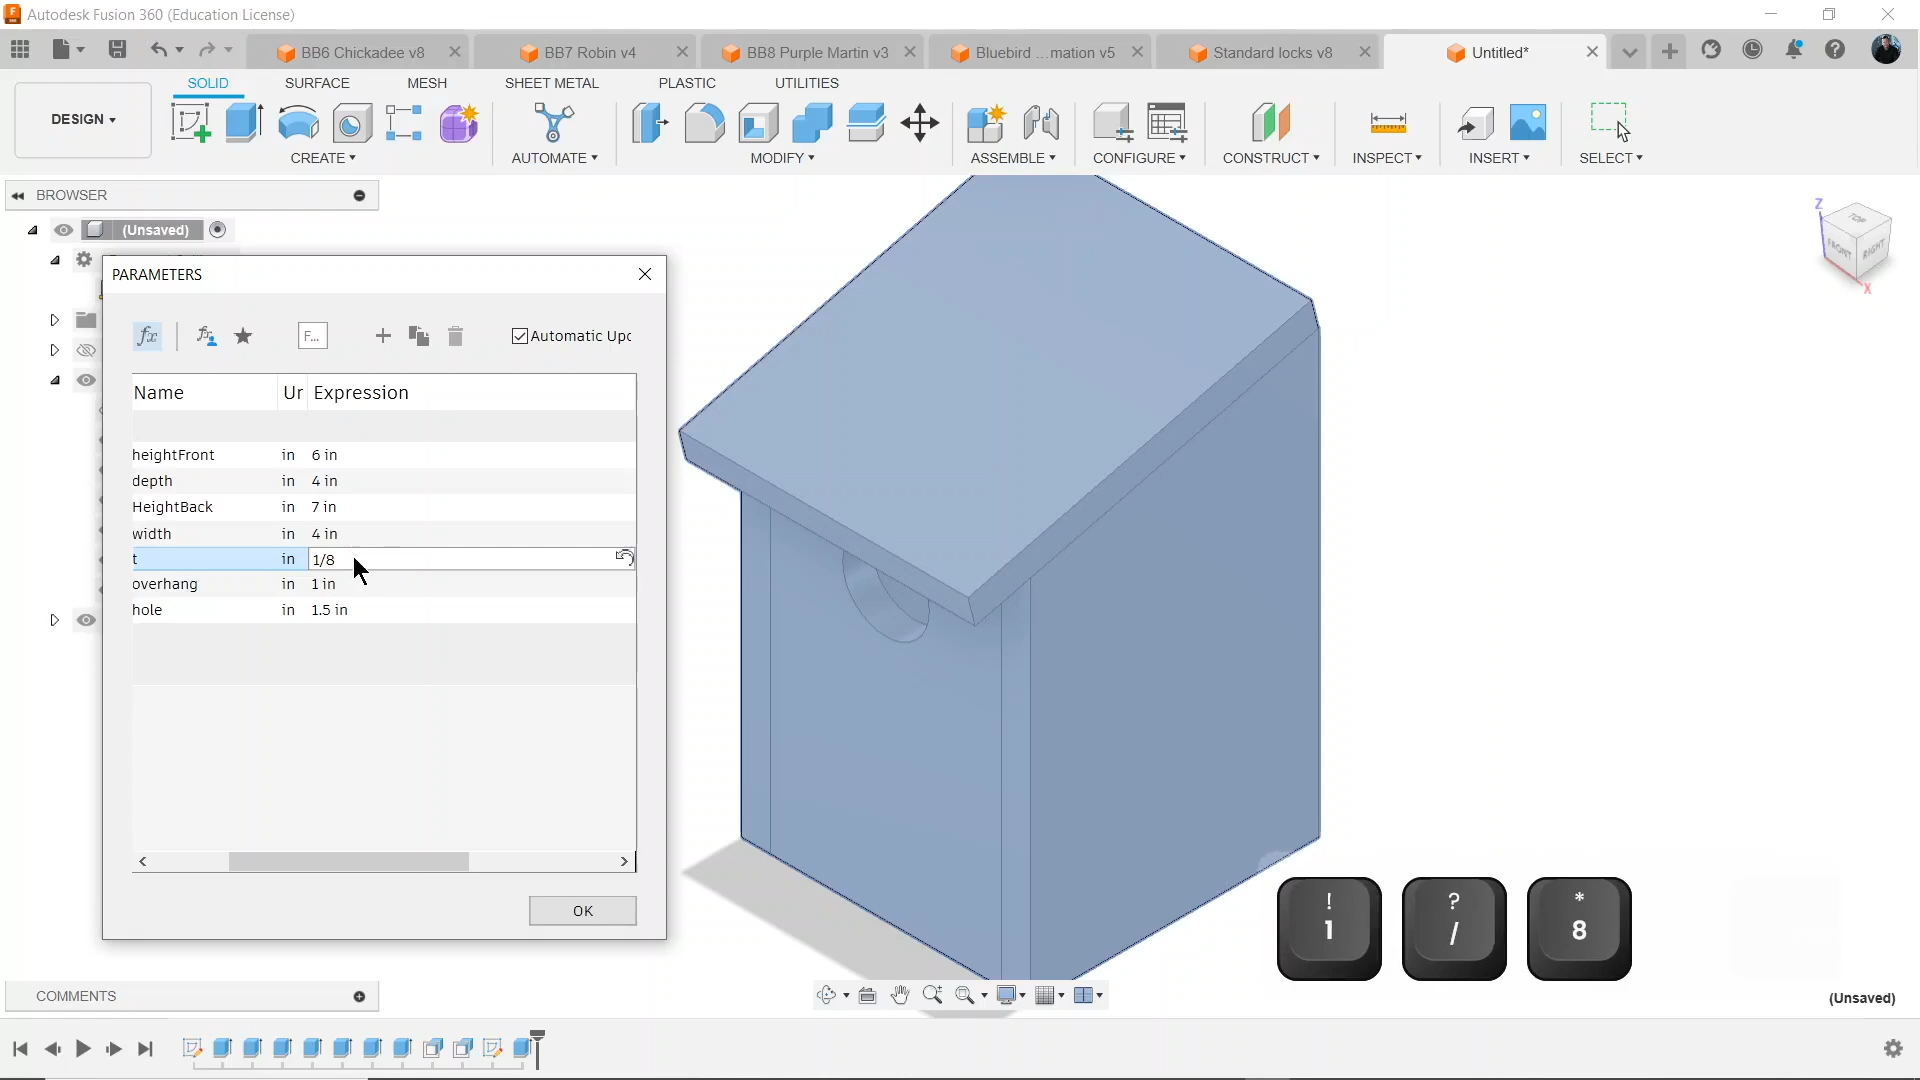 Autodesk Fusion 360 (Education License)
BB6 Chickadee v8
BB7 Robin v4
BB8 Purple Martin v3
Bluebird ...mation v5
Standard locks v8
Untitled*
DESIGN
SOLID
SURFACE
MESH
SHEET METAL
PLASTIC
UTILITIES
CREATE
AUTOMATE
MODIFY
ASSEMBLE
CONFIGURE
CONSTRUCT
INSPECT
INSERT
SELECT
BROWSER
(Unsaved)
PARAMETERS
fx
F...
Automatic Upc
Name Ur Expression
heightFront in 6 in
depth in 4 in
HeightBack in 7 in
width in 4 in
t in 1/8
overhang in 1 in
hole in 1.5 in
OK
Z
TOP
FRONT
RIGHT
X
! 1
? /
* 8
COMMENTS
(Unsaved)